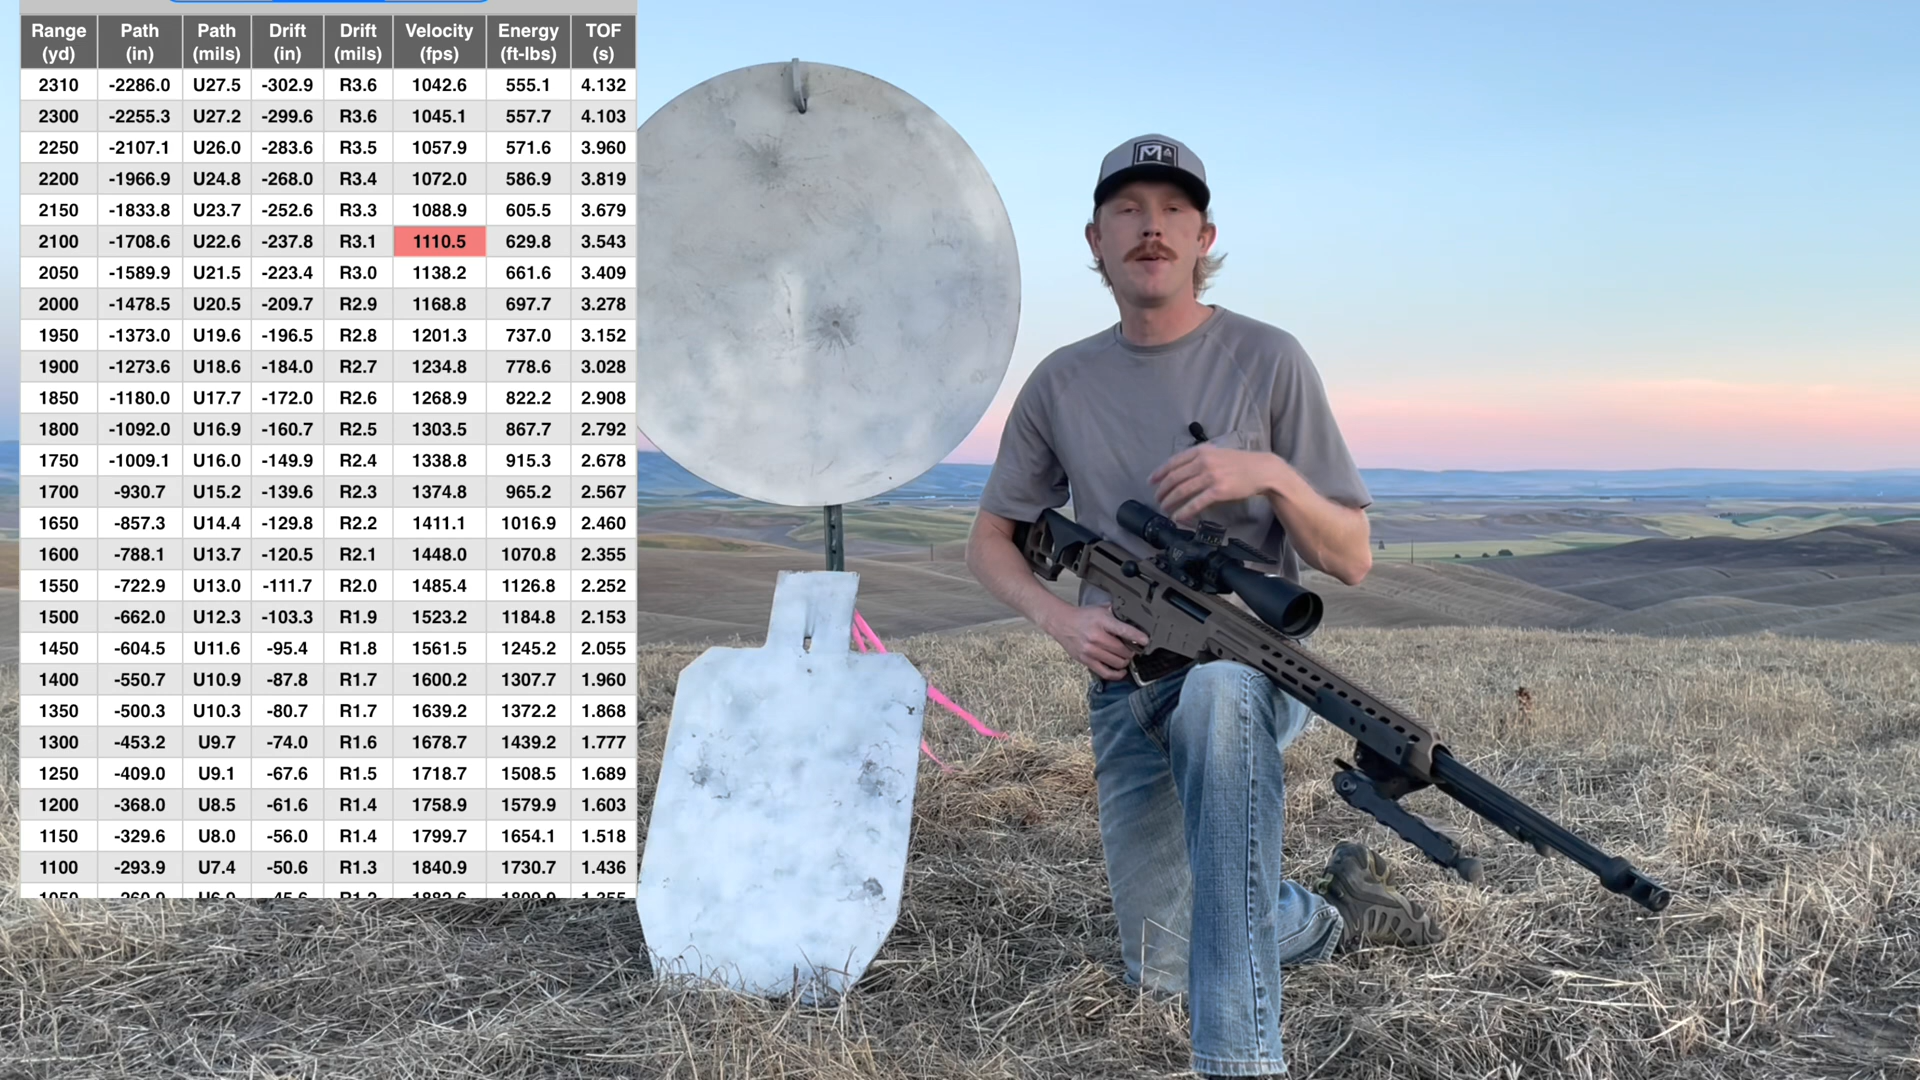 Range (yd) Path (in) Path (mils) Drift (in) Drift (mils) Velocity (fps) Energy (ft-lbs) TOF (s)
2310 -2286.0 U27.5 -302.9 R3.6 1042.6 555.1 4.132
2300 -2255.3 U27.2 -299.6 R3.6 1045.1 557.7 4.103
2250 -2107.1 U26.0 -283.6 R3.5 1057.9 571.6 3.960
2200 -1966.9 U24.8 -268.0 R3.4 1072.0 586.9 3.819
2150 -1833.8 U23.7 -252.6 R3.3 1088.9 605.5 3.679
2100 -1708.6 U22.6 -237.8 R3.1 1110.5 629.8 3.543
2050 -1589.9 U21.5 -223.4 R3.0 1138.2 661.6 3.409
2000 -1478.5 U20.5 -209.7 R2.9 1168.8 697.7 3.278
1950 -1373.0 U19.6 -196.5 R2.8 1201.3 737.0 3.152
1900 -1273.6 U18.6 -184.0 R2.7 1234.8 778.6 3.028
1850 -1180.0 U17.7 -172.0 R2.6 1268.9 822.2 2.908
1800 -1092.0 U16.9 -160.7 R2.5 1303.5 867.7 2.792
1750 -1009.1 U16.0 -149.9 R2.4 1338.8 915.3 2.678
1700 -930.7 U15.2 -139.6 R2.3 1374.8 965.2 2.567
1650 -857.3 U14.4 -129.8 R2.2 1411.1 1016.9 2.460
1600 -788.1 U13.7 -120.5 R2.1 1448.0 1070.8 2.355
1550 -722.9 U13.0 -111.7 R2.0 1485.4 1126.8 2.252
1500 -662.0 U12.3 -103.3 R1.9 1523.2 1184.8 2.153
1450 -604.5 U11.6 -95.4 R1.8 1561.5 1245.2 2.055
1400 -550.7 U10.9 -87.8 R1.7 1600.2 1307.7 1.960
1350 -500.3 U10.3 -80.7 R1.7 1639.2 1372.2 1.868
1300 -453.2 U9.7 -74.0 R1.6 1678.7 1439.2 1.777
1250 -409.0 U9.1 -67.6 R1.5 1718.7 1508.5 1.689
1200 -368.0 U8.5 -61.6 R1.4 1758.9 1579.9 1.603
1150 -329.6 U8.0 -56.0 R1.4 1799.7 1654.1 1.518
1100 -293.9 U7.4 -50.6 R1.3 1840.9 1730.7 1.436
M